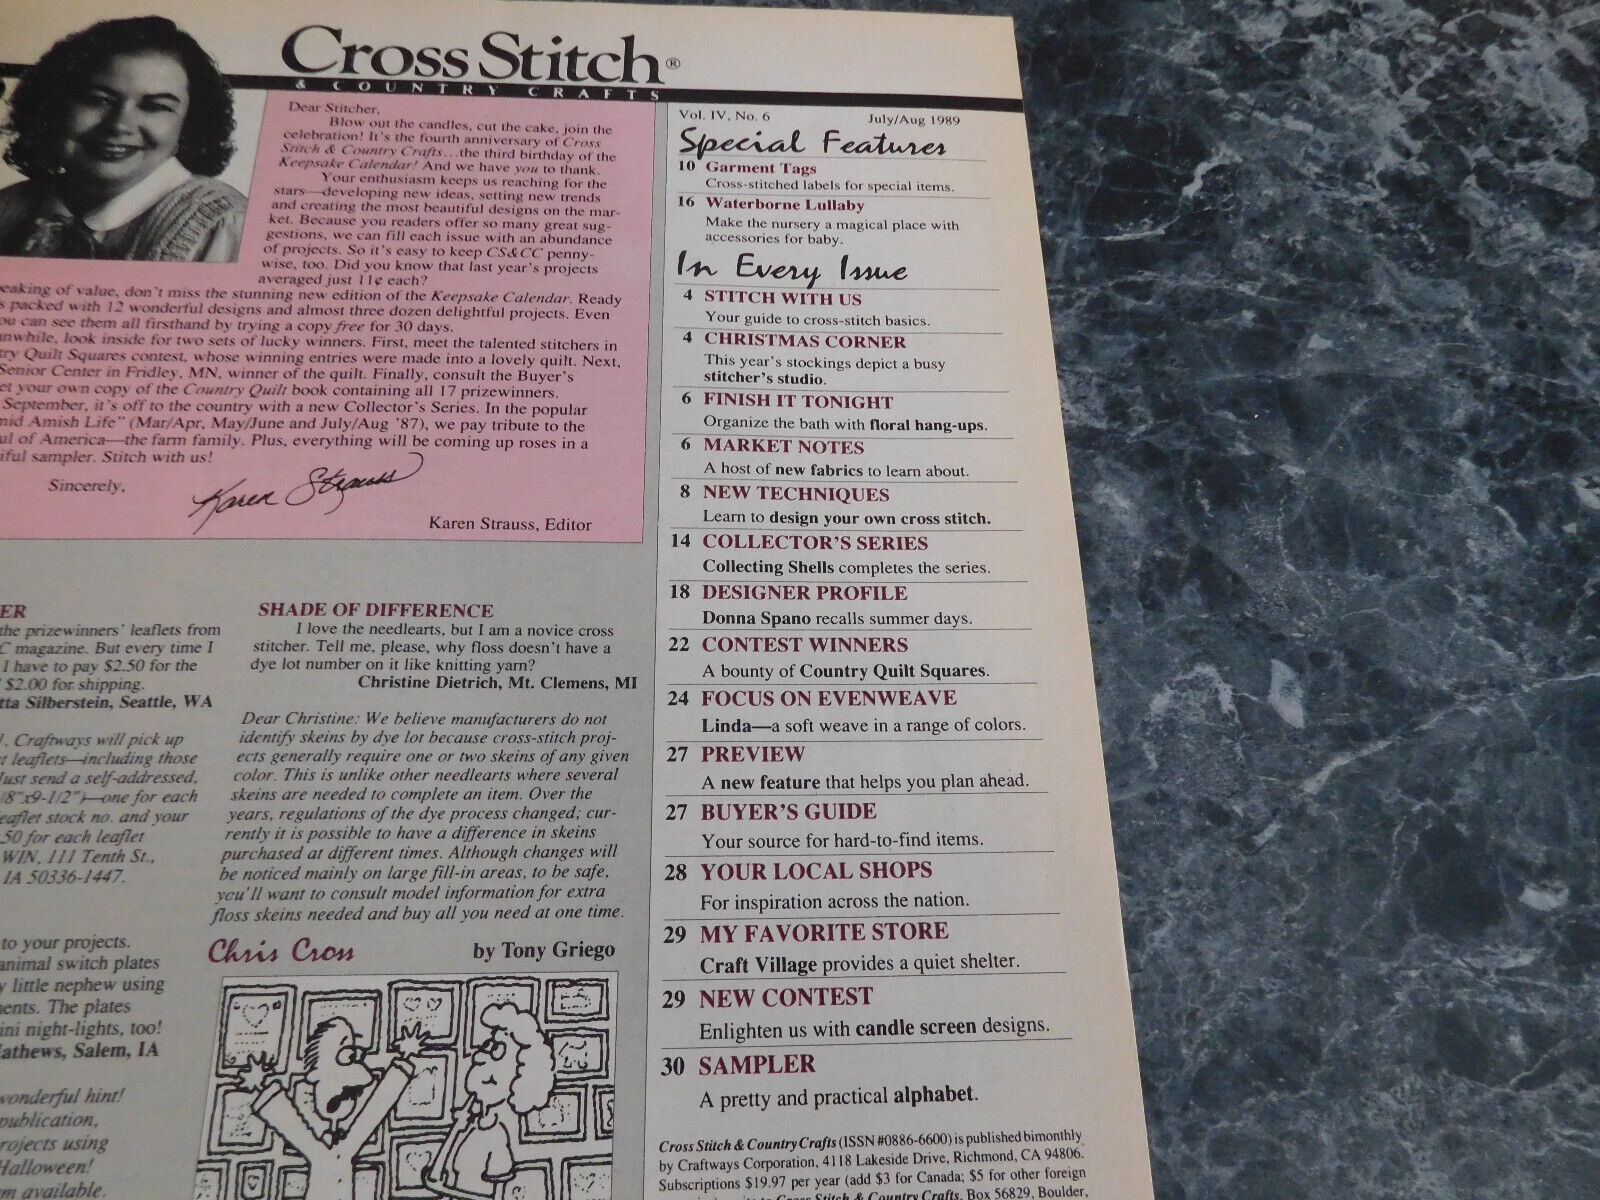 Cross Stitch®
& COUNTRY CRAFTS
Dear Stitcher,
Blow out the candles, cut the cake, join the
celebration! It's the fourth anniversary of Cross
Stitch & Country Crafts...the third birthday of the
Keepsake Calendar! And we have you to thank.
Your enthusiasm keeps us reaching for the
stars—developing new ideas, setting new trends
and creating the most beautiful designs on the mar-
ket. Because you readers offer so many great sug-
gestions, we can fill each issue with an abundance
of projects. So it's easy to keep CS&CC penny-
wise, too. Did you know that last year's projects
averaged just 11¢ each?
eaking of value, don't miss the stunning new edition of the Keepsake Calendar. Ready
s packed with 12 wonderful designs and almost three dozen delightful projects. Even
ou can see them all firsthand by trying a copy free for 30 days.
anwhile, look inside for two sets of lucky winners. First, meet the talented stitchers in
try Quilt Squares contest, whose winning entries were made into a lovely quilt. Next,
Senior Center in Fridley, MN, winner of the quilt. Finally, consult the Buyer's
et your own copy of the Country Quilt book containing all 17 prizewinners.
September, it's off to the country with a new Collector's Series. In the popular
mid Amish Life" (Mar/Apr, May/June and July/Aug '87), we pay tribute to the
ul of America—the farm family. Plus, everything will be coming up roses in a
iful sampler. Stitch with us!
Sincerely,
Karen Strauss
Karen Strauss, Editor
ER
the prizewinners' leaflets from
C magazine. But every time I
I have to pay $2.50 for the
$2.00 for shipping.
tta Silberstein, Seattle, WA
l. Craftways will pick up
t leaflets—including those
Just send a self-addressed,
/8"x9-1/2")—one for each
eaflet stock no. and your
50 for each leaflet
WIN, 111 Tenth St.,
IA 50336-1447.
to your projects.
animal switch plates
y little nephew using
ents. The plates
ini night-lights, too!
athews, Salem, IA
wonderful hint!
publication,
rojects using
Halloween!
m available.
SHADE OF DIFFERENCE
I love the needlearts, but I am a novice cross
stitcher. Tell me, please, why floss doesn't have a
dye lot number on it like knitting yarn?
Christine Dietrich, Mt. Clemens, MI
Dear Christine: We believe manufacturers do not
identify skeins by dye lot because cross-stitch proj-
ects generally require one or two skeins of any given
color. This is unlike other needlearts where several
skeins are needed to complete an item. Over the
years, regulations of the dye process changed; cur-
rently it is possible to have a difference in skeins
purchased at different times. Although changes will
be noticed mainly on large fill-in areas, to be safe,
you'll want to consult model information for extra
floss skeins needed and buy all you need at one time.
Chris Cross by Tony Griego
Vol. IV, No. 6 July/Aug 1989
Special Features
10 Garment Tags
Cross-stitched labels for special items.
16 Waterborne Lullaby
Make the nursery a magical place with
accessories for baby.
In Every Issue
4 STITCH WITH US
Your guide to cross-stitch basics.
4 CHRISTMAS CORNER
This year's stockings depict a busy
stitcher's studio.
6 FINISH IT TONIGHT
Organize the bath with floral hang-ups.
6 MARKET NOTES
A host of new fabrics to learn about.
8 NEW TECHNIQUES
Learn to design your own cross stitch.
14 COLLECTOR'S SERIES
Collecting Shells completes the series.
18 DESIGNER PROFILE
Donna Spano recalls summer days.
22 CONTEST WINNERS
A bounty of Country Quilt Squares.
24 FOCUS ON EVENWEAVE
Linda—a soft weave in a range of colors.
27 PREVIEW
A new feature that helps you plan ahead.
27 BUYER'S GUIDE
Your source for hard-to-find items.
28 YOUR LOCAL SHOPS
For inspiration across the nation.
29 MY FAVORITE STORE
Craft Village provides a quiet shelter.
29 NEW CONTEST
Enlighten us with candle screen designs.
30 SAMPLER
A pretty and practical alphabet.
Cross Stitch & Country Crafts (ISSN #0886-6600) is published bimonthly
by Craftways Corporation, 4118 Lakeside Drive, Richmond, CA 94806.
Subscriptions $19.97 per year (add $3 for Canada; $5 for other foreign
Cross Stitch & Country Crafts, Box 56829, Boulder,